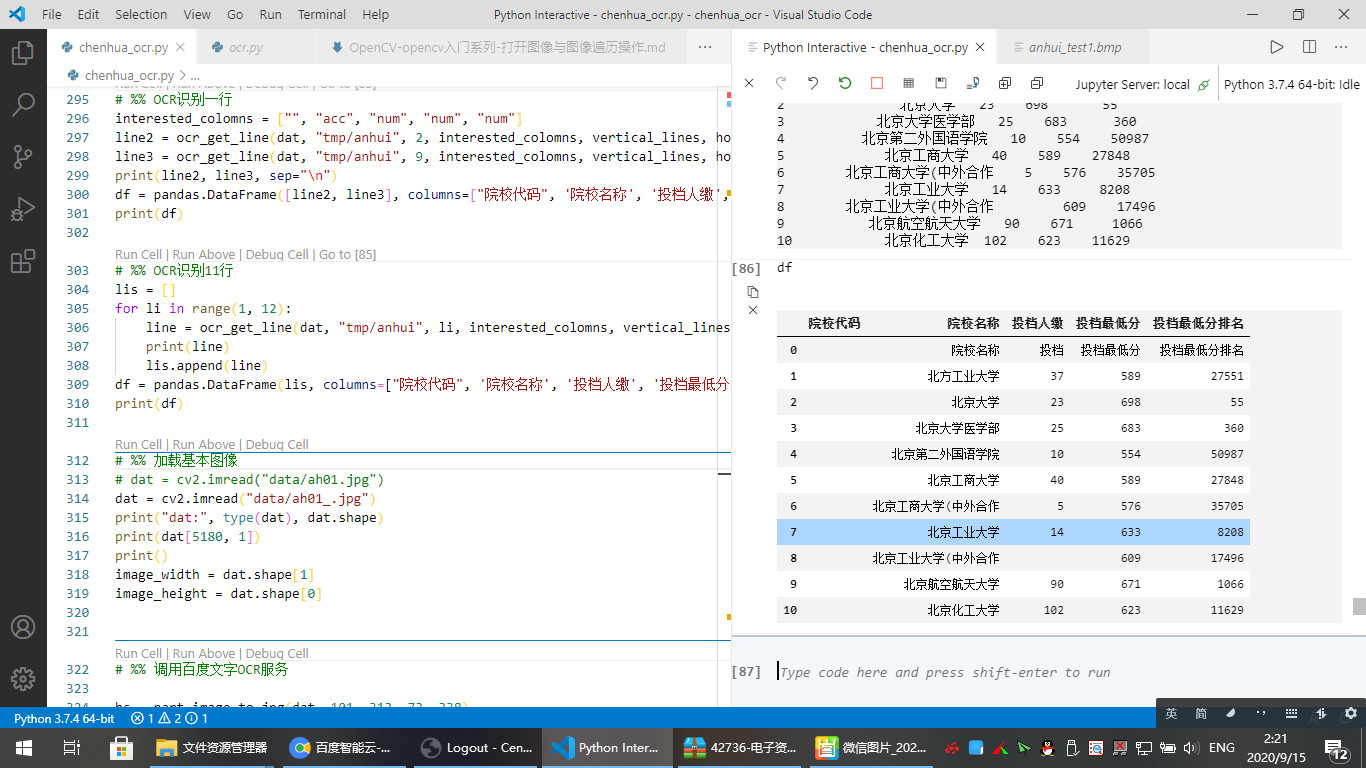 File Edit Selection View Go Run Terminal Help
Python Interactive - chenhua_ocr.py - chenhua_ocr - Visual Studio Code
chenhua_ocr.py
ocr.py
OpenCV-opencv入门系列-打开图像与图像遍历操作.md
chenhua_ocr.py > ...
295 # %% OCR识别一行
296 interested_colomns = ["", "acc", "num", "num", "num"]
297 line2 = ocr_get_line(dat, "tmp/anhui", 2, interested_colomns, vertical_lines, ho
298 line3 = ocr_get_line(dat, "tmp/anhui", 9, interested_colomns, vertical_lines, ho
299 print(line2, line3, sep="\n")
300 df = pandas.DataFrame([line2, line3], columns=["院校代码", '院校名称', '投档人缴',
301 print(df)
302
Run Cell | Run Above | Debug Cell | Go to [85]
303 # %% OCR识别11行
304 lis = []
305 for li in range(1, 12):
306 line = ocr_get_line(dat, "tmp/anhui", li, interested_colomns, vertical_lines
307 print(line)
308 lis.append(line)
309 df = pandas.DataFrame(lis, columns=["院校代码", '院校名称', '投档人缴', '投档最低分
310 print(df)
311
Run Cell | Run Above | Debug Cell
312 # %% 加载基本图像
313 # dat = cv2.imread("data/ah01.jpg")
314 dat = cv2.imread("data/ah01_.jpg")
315 print("dat:", type(dat), dat.shape)
316 print(dat[5180, 1])
317 print()
318 image_width = dat.shape[1]
319 image_height = dat.shape[0]
320
321
Run Cell | Run Above | Debug Cell
322 # %% 调用百度文字OCR服务
323
Python Interactive - chenhua_ocr.py
anhui_test1.bmp
Jupyter Server: local
Python 3.7.4 64-bit: Idle
2 北京大学 23 698 55
3 北京大学医学部 25 683 360
4 北京第二外国语学院 10 554 50987
5 北京工商大学 40 589 27848
6 北京工商大学(中外合作 5 576 35705
7 北京工业大学 14 633 8208
8 北京工业大学(中外合作 609 17496
9 北京航空航天大学 90 671 1066
10 北京化工大学 102 623 11629
[86] df
院校代码 院校名称 投档人缴 投档最低分 投档最低分排名
0 院校名称 投档 投档最低分 投档最低分排名
1 北方工业大学 37 589 27551
2 北京大学 23 698 55
3 北京大学医学部 25 683 360
4 北京第二外国语学院 10 554 50987
5 北京工商大学 40 589 27848
6 北京工商大学(中外合作 5 576 35705
7 北京工业大学 14 633 8208
8 北京工业大学(中外合作 609 17496
9 北京航空航天大学 90 671 1066
10 北京化工大学 102 623 11629
[87] Type code here and press shift-enter to run
Python 3.7.4 64-bit 1 2 1
英 简
文件资源管理器
百度智能云-...
Logout - Cen...
Python Inter...
42736-电子资...
微信图片_202...
ENG
2:21
2020/9/15
12